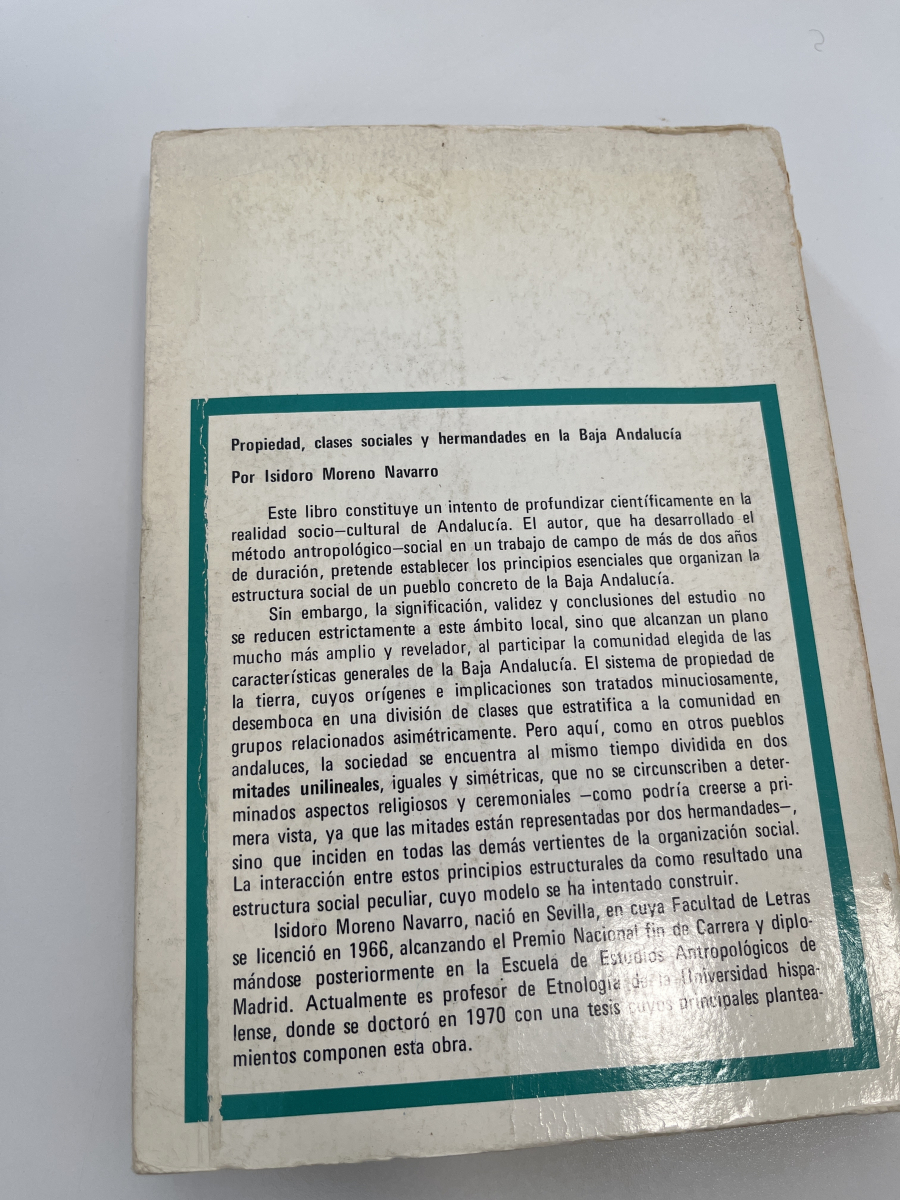 Propiedad, clases sociales y hermandades en la Baja Andalucía
Por Isidoro Moreno Navarro
Este libro constituye un intento de profundizar científicamente en la
realidad socio—cultural de Andalucía. El autor, que ha desarrollado el
método antropológico—social en un trabajo de campo de más de dos años
de duración, pretende establecer los principios esenciales que organizan la
estructura social de un pueblo concreto de la Baja Andalucía.
Sin embargo, la significación, validez y conclusiones del estudio no
se reducen estrictamente a este ámbito local, sino que alcanzan un plano
mucho más amplio y revelador, al participar la comunidad elegida de las
características generales de la Baja Andalucía. El sistema de propiedad de
la tierra, cuyos orígenes e implicaciones son tratados minuciosamente,
desemboca en una división de clases que estratifica a la comunidad en
grupos relacionados asimétricamente. Pero aquí, como en otros pueblos
andaluces, la sociedad se encuentra al mismo tiempo dividida en dos
mitades unilineales, iguales y simétricas, que no se circunscriben a deter-
minados aspectos religiosos y ceremoniales —como podría creerse a pri-
mera vista, ya que las mitades están representadas por dos hermandades—,
sino que inciden en todas las demás vertientes de la organización social.
La interacción entre estos principios estructurales da como resultado una
estructura social peculiar, cuyo modelo se ha intentado construir.
Isidoro Moreno Navarro, nació en Sevilla, en cuya Facultad de Letras
se licenció en 1966, alcanzando el Premio Nacional fin de Carrera y diplo-
mándose posteriormente en la Escuela de Estudios Antropológicos de
Madrid. Actualmente es profesor de Etnología de la Universidad hispa-
lense, donde se doctoró en 1970 con una tesis cuyos principales plantea-
mientos componen esta obra.